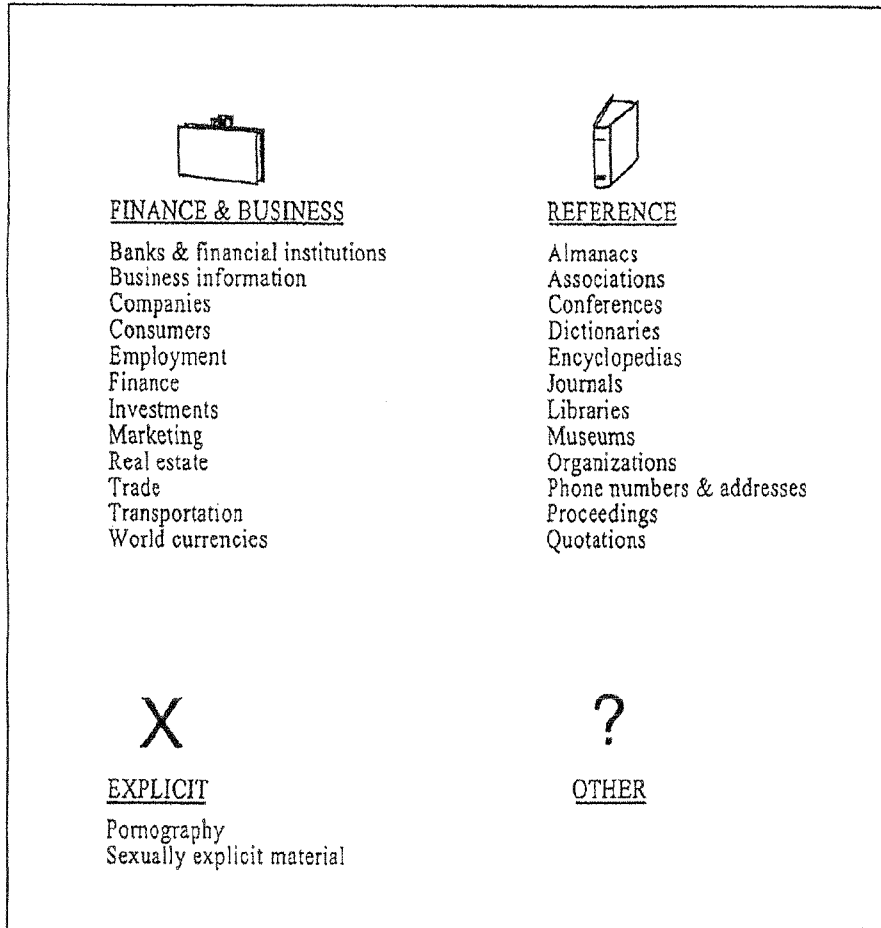 FINANCE & BUSINESS
Banks & financial institutions
Business information
Companies
Consumers
Employment
Finance
Investments
Marketing
Real estate
Trade
Transportation
World currencies
REFERENCE
Almanacs
Associations
Conferences
Dictionaries
Encyclopedias
Journals
Libraries
Museums
Organizations
Phone numbers & addresses
Proceedings
Quotations
X
EXPLICIT
Pornography
Sexually explicit material
?
OTHER